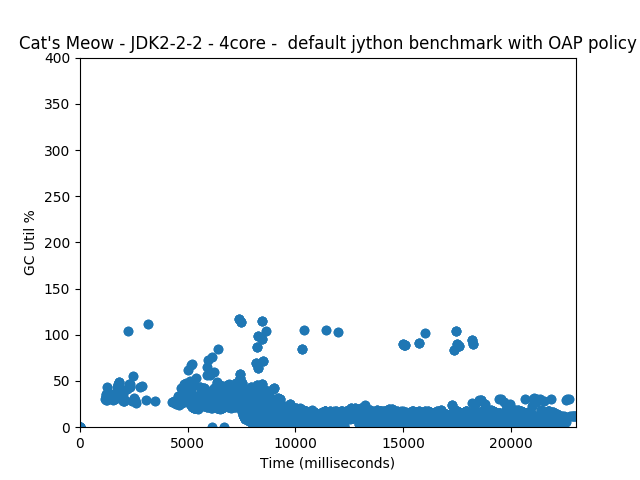 Cat's Meow - JDK2-2-2 - 4core -  default jython benchmark with OAP policy
400
350
300
250
200
150
100
50
0
GC Util %
0 5000 10000 15000 20000
Time (milliseconds)